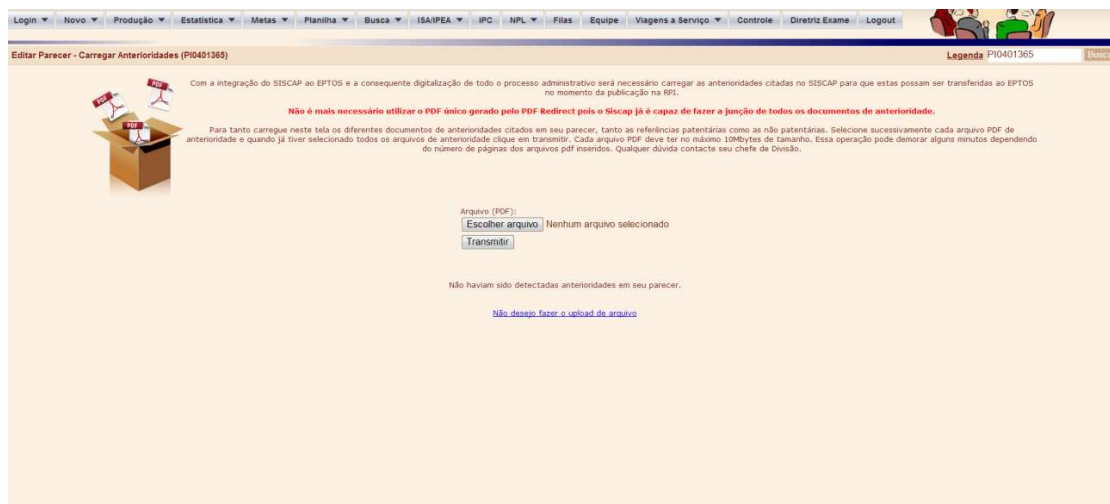 Login Novo Produção Estatística Metas Planilha Busca ISA/IPEA IPC NPL Filas Equipe Viagens a Serviço Controle Diretriz Exame Logout
Editar Parecer - Carregar Anterioridades (PI0401365) Legenda PI0401365
Com a integração do SISCAP ao EPTOS e a consequente digitalização de todo o processo administrativo será necessário carregar as anterioridades citadas no SISCAP para que estas possam ser transferidas ao EPTOS
no momento da publicação na RPI.
Não é mais necessário utilizar o PDF único gerado pelo PDF Redirect pois o Siscap já é capaz de fazer a junção de todos os documentos de anterioridade.
Para tanto carregue neste tela os diferentes documentos de anterioridades citados em seu parecer, tanto as referências patentárias como as não patentárias. Selecione sucessivamente cada arquivo PDF de
anterioridade e quando já tiver selecionado todos os arquivos de anterioridade clique em transmitir. Cada arquivo PDF deve ter no máximo 10Mbytes de tamanho. Essa operação pode demorar alguns minutos dependendo
do número de páginas dos arquivos pdf inseridos. Qualquer dúvida contacte seu chefe de Divisão.
PDF
PDF
PDF
Arquivo (PDF):
Escolher arquivo Nenhum arquivo selecionado
Transmitir
Não haviam sido detectadas anterioridades em seu parecer.
Não desejo fazer o upload de arquivo